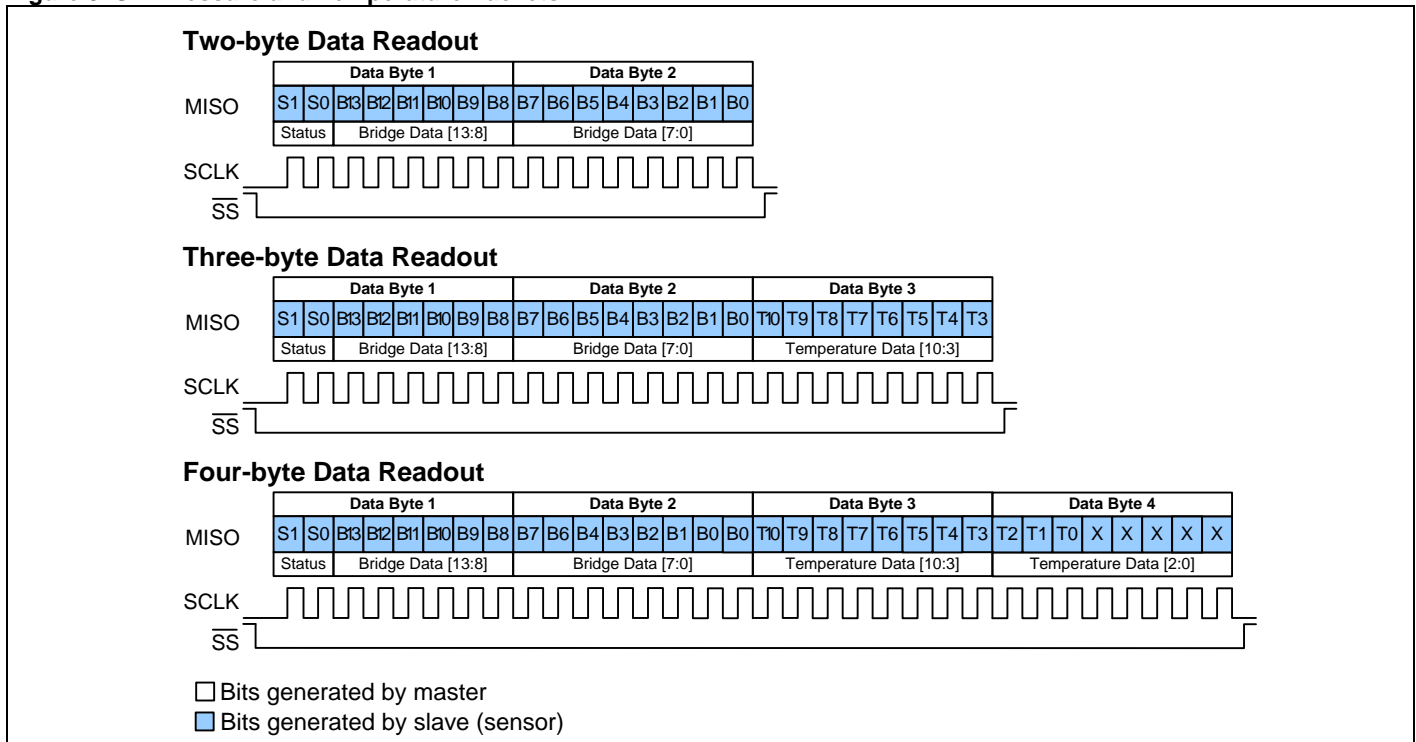 Two-byte Data Readout
Data Byte 1 Data Byte 2
MISO S1 S0 B13 B12 B11 B10 B9 B8 B7 B6 B5 B4 B3 B2 B1 B0
Status Bridge Data [13:8] Bridge Data [7:0]
SCLK
SS
Three-byte Data Readout
Data Byte 1 Data Byte 2 Data Byte 3
MISO S1 S0 B13 B12 B11 B10 B9 B8 B7 B6 B5 B4 B3 B2 B1 B0 T10 T9 T8 T7 T6 T5 T4 T3
Status Bridge Data [13:8] Bridge Data [7:0] Temperature Data [10:3]
SCLK
SS
Four-byte Data Readout
Data Byte 1 Data Byte 2 Data Byte 3 Data Byte 4
MISO S1 S0 B13 B12 B11 B10 B9 B8 B7 B6 B4 B3 B2 B1 B0 B0 T10 T9 T8 T7 T6 T5 T4 T3 T2 T1 T0 X X X X X
Status Bridge Data [13:8] Bridge Data [7:0] Temperature Data [10:3] Temperature Data [2:0]
SCLK
SS
Bits generated by master
Bits generated by slave (sensor)